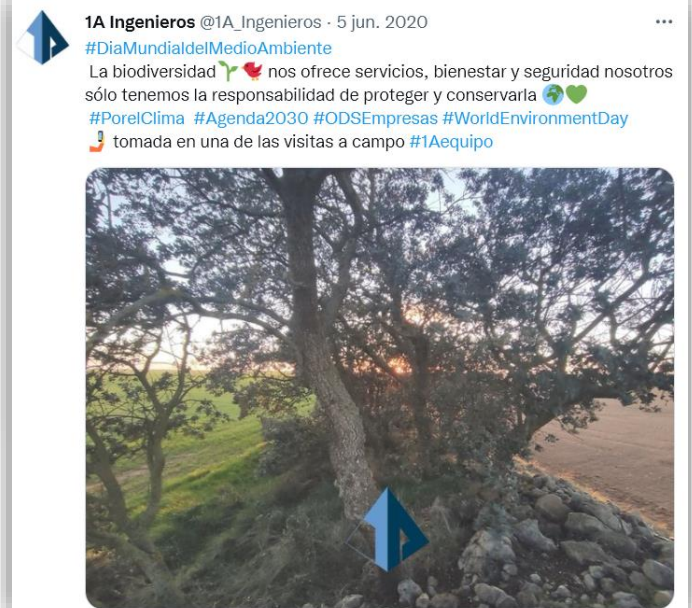 1A Ingenieros @1A_Ingenieros · 5 jun. 2020
#DiaMundialdelMedioAmbiente
La biodiversidad🌱🐦 nos ofrece servicios, bienestar y seguridad nosotros
sólo tenemos la responsabilidad de proteger y conservarla 🌍💚
#PorelClima #Agenda2030 #ODSEmpresas #WorldEnvironmentDay
🤳 tomada en una de las visitas a campo #1Aequipo